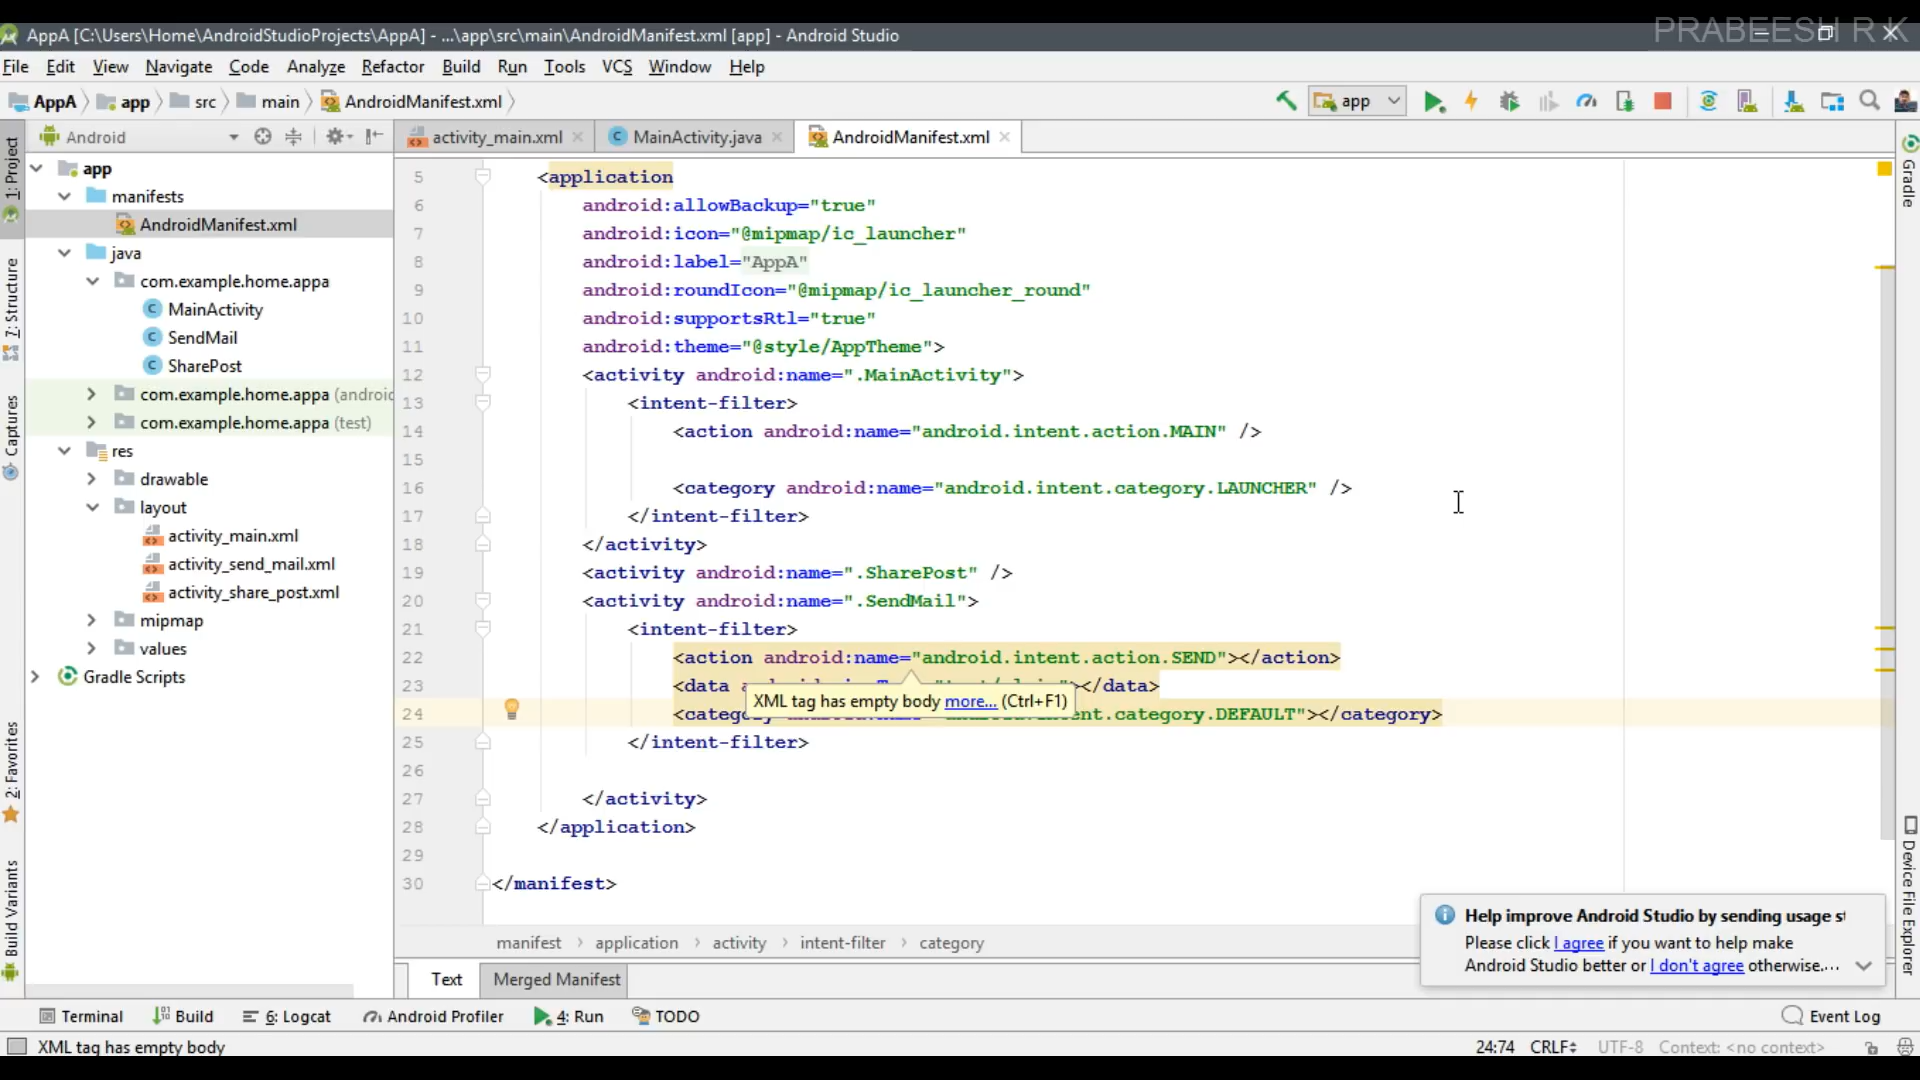 PRABEESH R K
AppA [C:\Users\Home\AndroidStudioProjects\AppA] - ...\app\src\main\AndroidManifest.xml [app] - Android Studio
File Edit View Navigate Code Analyze Refactor Build Run Tools VCS Window Help
AppA app src main AndroidManifest.xml app
Android activity_main.xml MainActivity.java AndroidManifest.xml
1: Project
7: Structure
Captures
2: Favorites
Build Variants
app
manifests
AndroidManifest.xml
java
com.example.home.appa
MainActivity
SendMail
SharePost
com.example.home.appa (androic
com.example.home.appa (test)
res
drawable
layout
activity_main.xml
activity_send_mail.xml
activity_share_post.xml
mipmap
values
Gradle Scripts
5 <application
6 android:allowBackup="true"
7 android:icon="@mipmap/ic_launcher"
8 android:label="AppA"
9 android:roundIcon="@mipmap/ic_launcher_round"
10 android:supportsRtl="true"
11 android:theme="@style/AppTheme">
12 <activity android:name=".MainActivity">
13 <intent-filter>
14 <action android:name="android.intent.action.MAIN" />
15
16 <category android:name="android.intent.category.LAUNCHER" />
17 </intent-filter>
18 </activity>
19 <activity android:name=".SharePost" />
20 <activity android:name=".SendMail">
21 <intent-filter>
22 <action android:name="android.intent.action.SEND"></action>
23 <data ></data>
XML tag has empty body more... (Ctrl+F1)
24 <category .category.DEFAULT"></category>
25 </intent-filter>
26
27 </activity>
28 </application>
29
30 </manifest>
manifest application activity intent-filter category
Text Merged Manifest
Gradle
Device File Explorer
Help improve Android Studio by sending usage s
Please click I agree if you want to help make
Android Studio better or I don't agree otherwise....
Terminal Build 6: Logcat Android Profiler 4: Run TODO Event Log
XML tag has empty body 24:74 CRLF UTF-8 Context: <no context>